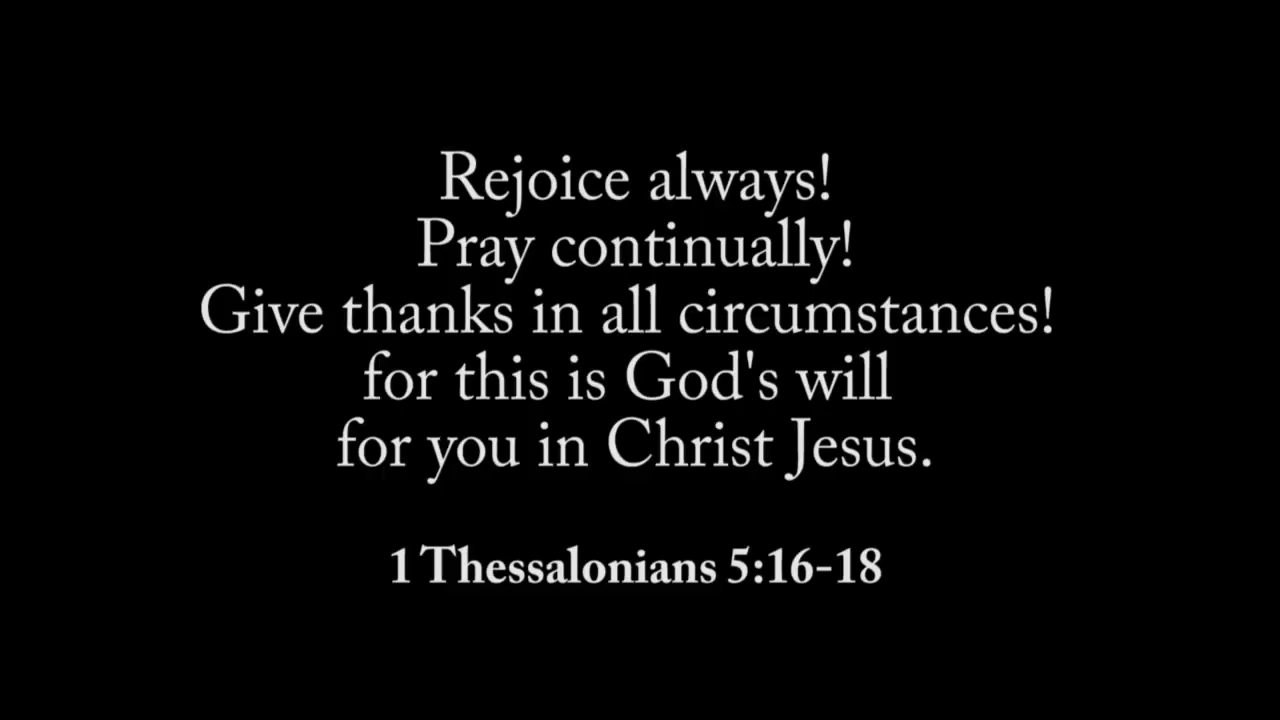 Rejoice always!
Pray continually!
Give thanks in all circumstances!
for this is God's will
for you in Christ Jesus.
1 Thessalonians 5:16-18